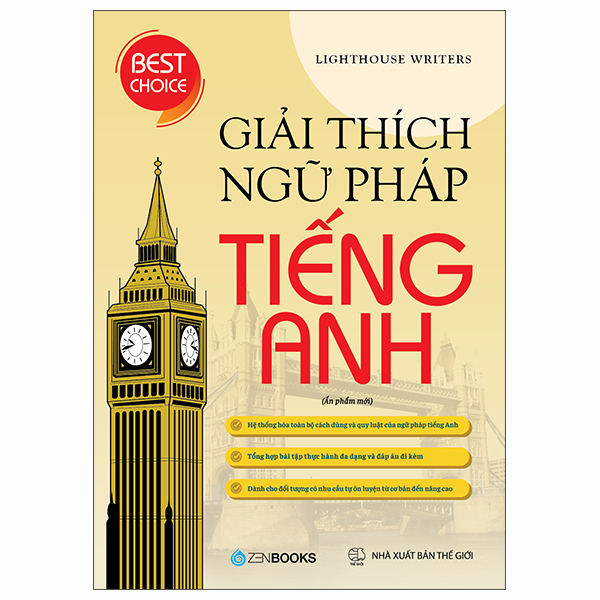 BEST
CHOICE
LIGHTHOUSE WRITERS
GIẢI THÍCH
NGỮ PHÁP
TIẾNG
ANH
(Ấn phẩm mới)
Hệ thống hóa toàn bộ cách dùng và quy luật của ngữ pháp tiếng Anh
Tổng hợp bài tập thực hành đa dạng và đáp án đi kèm
Dành cho đối tượng có nhu cầu tự ôn luyện từ cơ bản đến nâng cao
ZENBOOKS
THẾ GIỚI
NHÀ XUẤT BẢN THẾ GIỚI